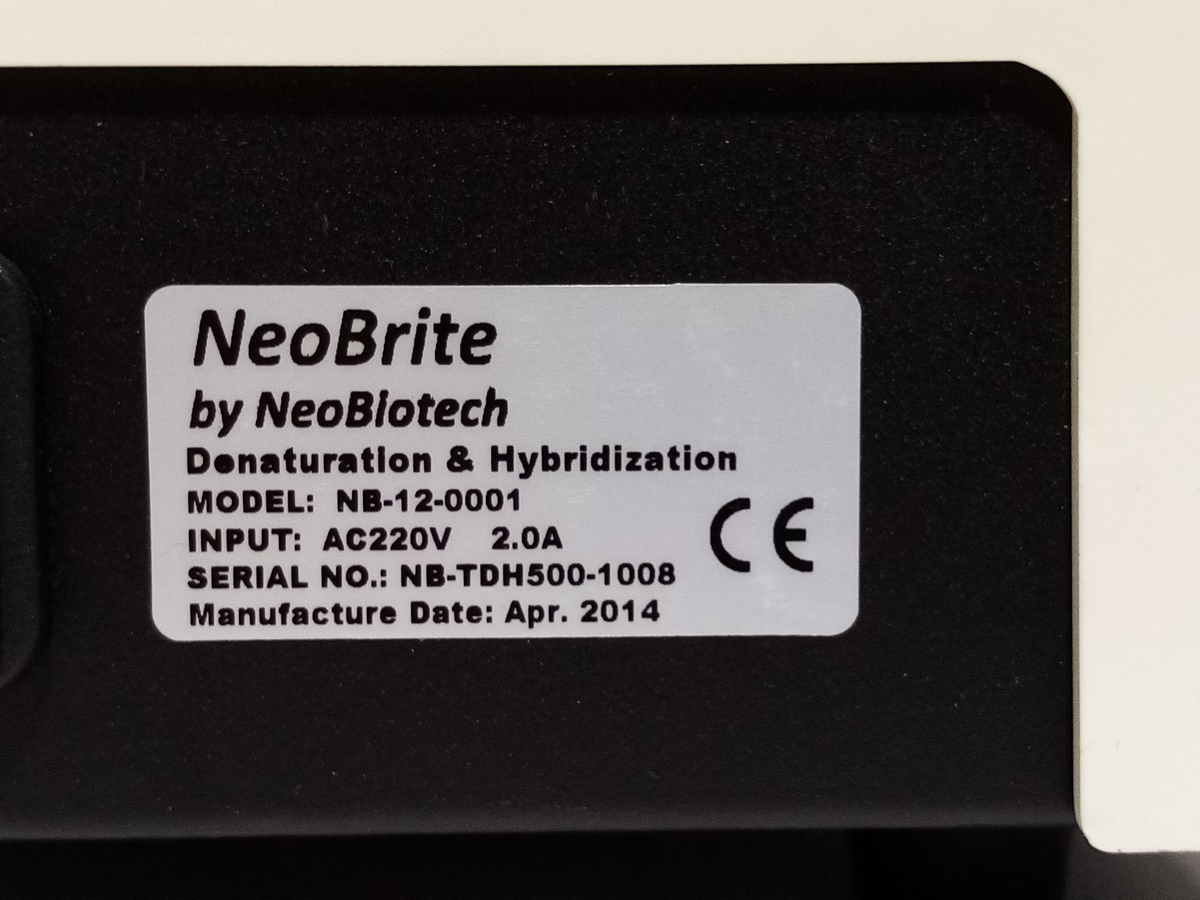 NeoBrite
by NeoBiotech
Denaturation & Hybridization
MODEL: NB-12-0001
INPUT: AC220V 2.0A
SERIAL NO.: NB-TDH500-1008
Manufacture Date: Apr. 2014
CE